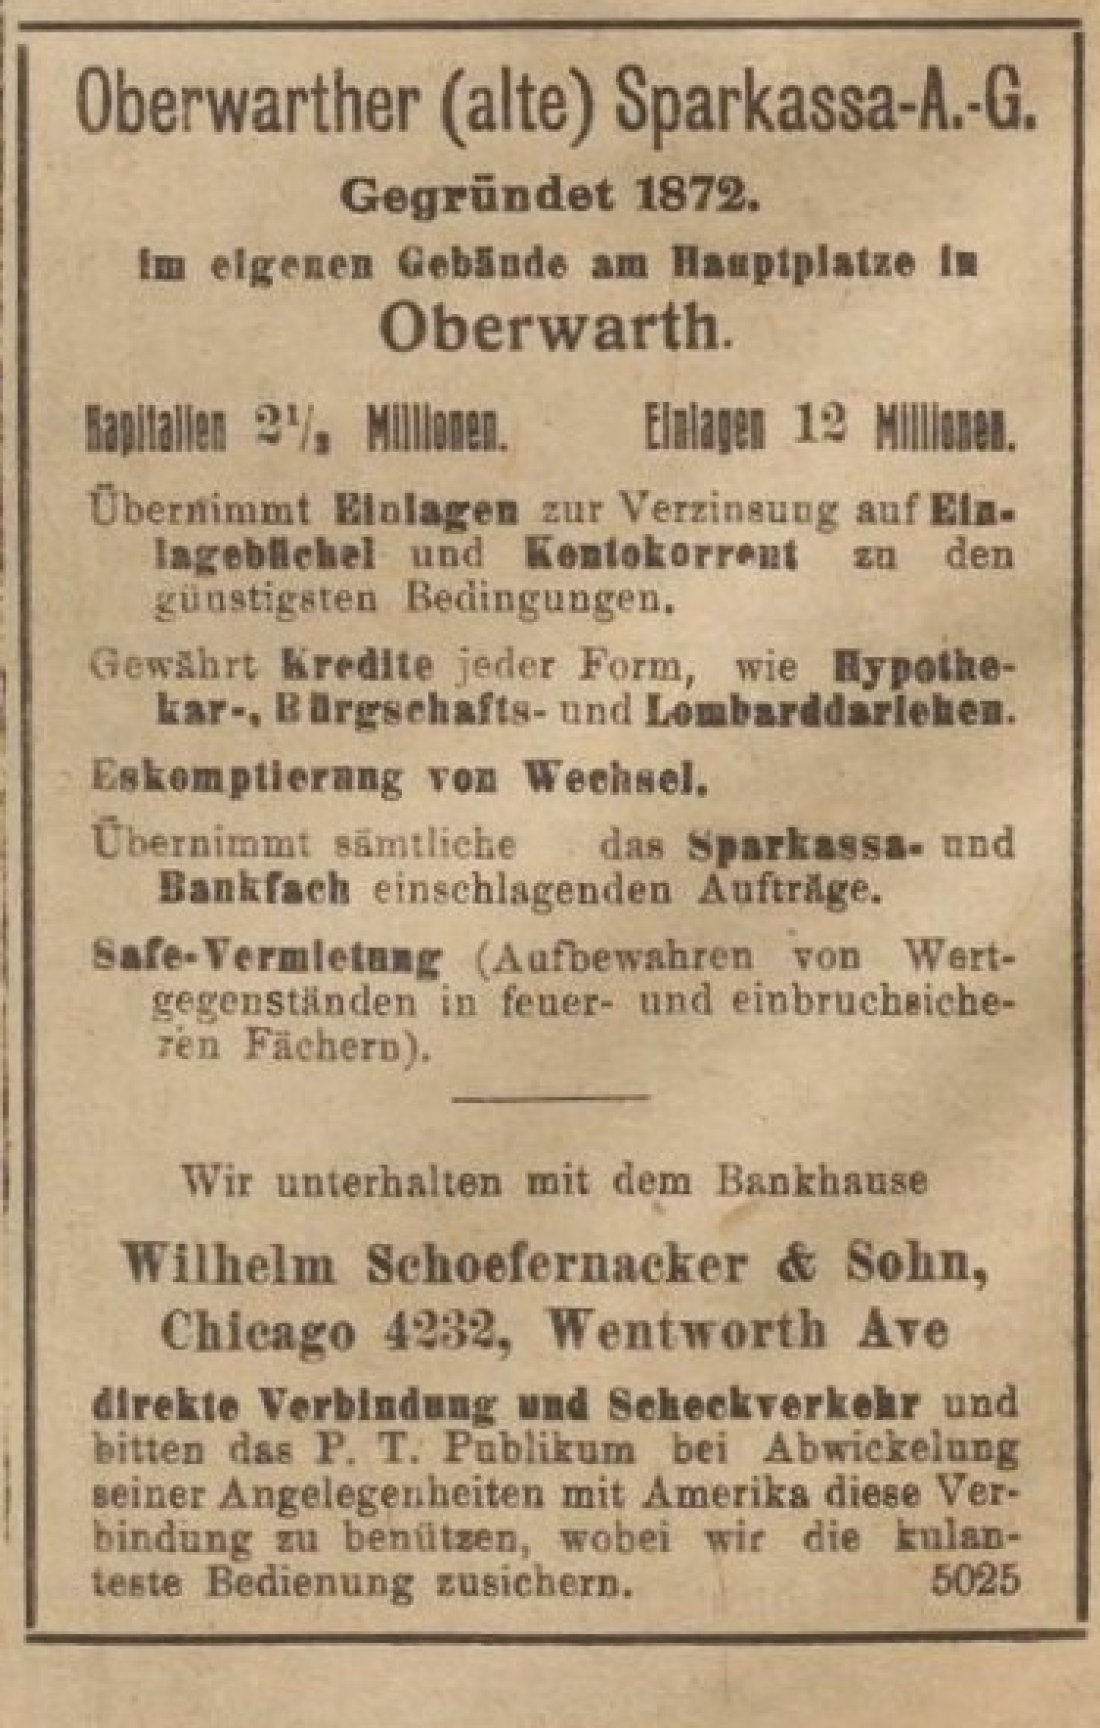 Oberwarther (alte) Sparkassa-A.-G.
Gegründet 1872.
im eigenen Gebäude am Hauptplatze in
Oberwarth.
Kapitalien 2½ Millionen. Einlagen 12 Millionen.
Übernimmt Einlagen zur Verzinsung auf Ein-
lagebüchel und Kontokorrent zu den
günstigsten Bedingungen.
Gewährt Kredite jeder Form, wie Hypothe-
kar-, Bürgschafts- und Lombarddarlehen.
Eskomptierung von Wechsel.
Übernimmt sämtliche das Sparkassa- und
Bankfach einschlagenden Aufträge.
Safe-Vermietung (Aufbewahren von Wert-
gegenständen in feuer- und einbruchsiche-
ren Fächern).
Wir unterhalten mit dem Bankhause
Wilhelm Schoefernacker & Sohn,
Chicago 4232, Wentworth Ave
direkte Verbindung und Scheckverkehr und
bitten das P. T. Publikum bei Abwickelung
seiner Angelegenheiten mit Amerika diese Ver-
bindung zu benützen, wobei wir die kulan-
teste Bedienung zusichern. 5025